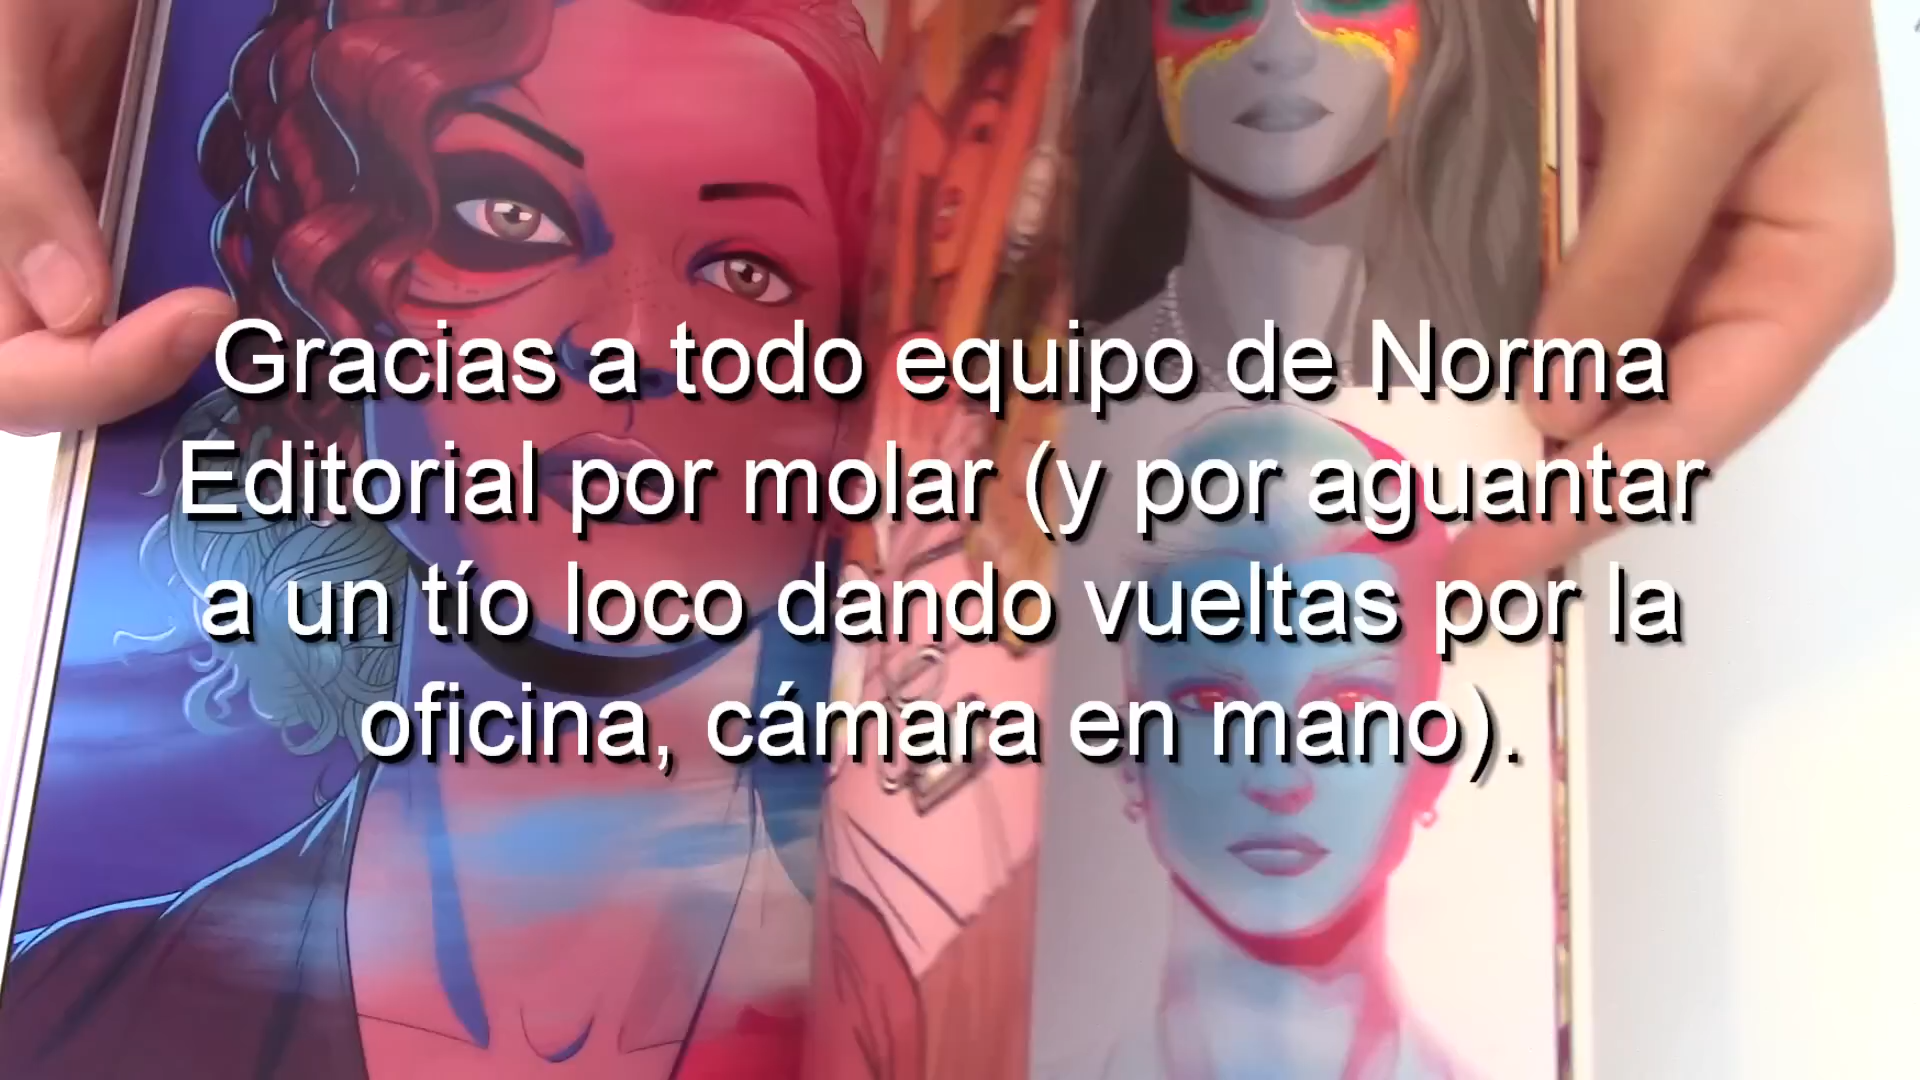 Gracias a todo equipo de Norma
Editorial por molar (y por aguantar
a un tío loco dando vueltas por la
oficina, cámara en mano).